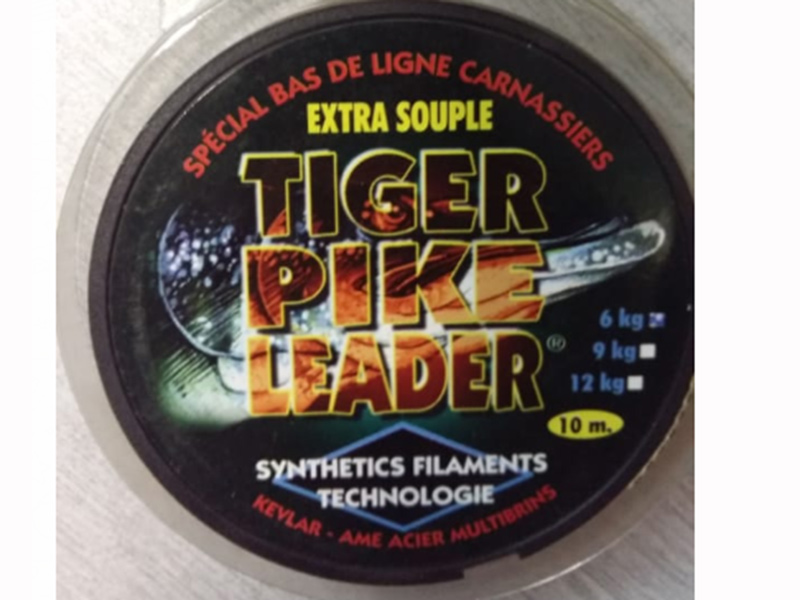 SPÉCIAL BAS DE LIGNE CARNASSIERS
EXTRA SOUPLE
TIGER
PIKE
LEADER®
6 kg
9 kg
12 kg
10 m.
SYNTHETICS FILAMENTS
TECHNOLOGIE
KEVLAR - AME ACIER MULTIBRINS